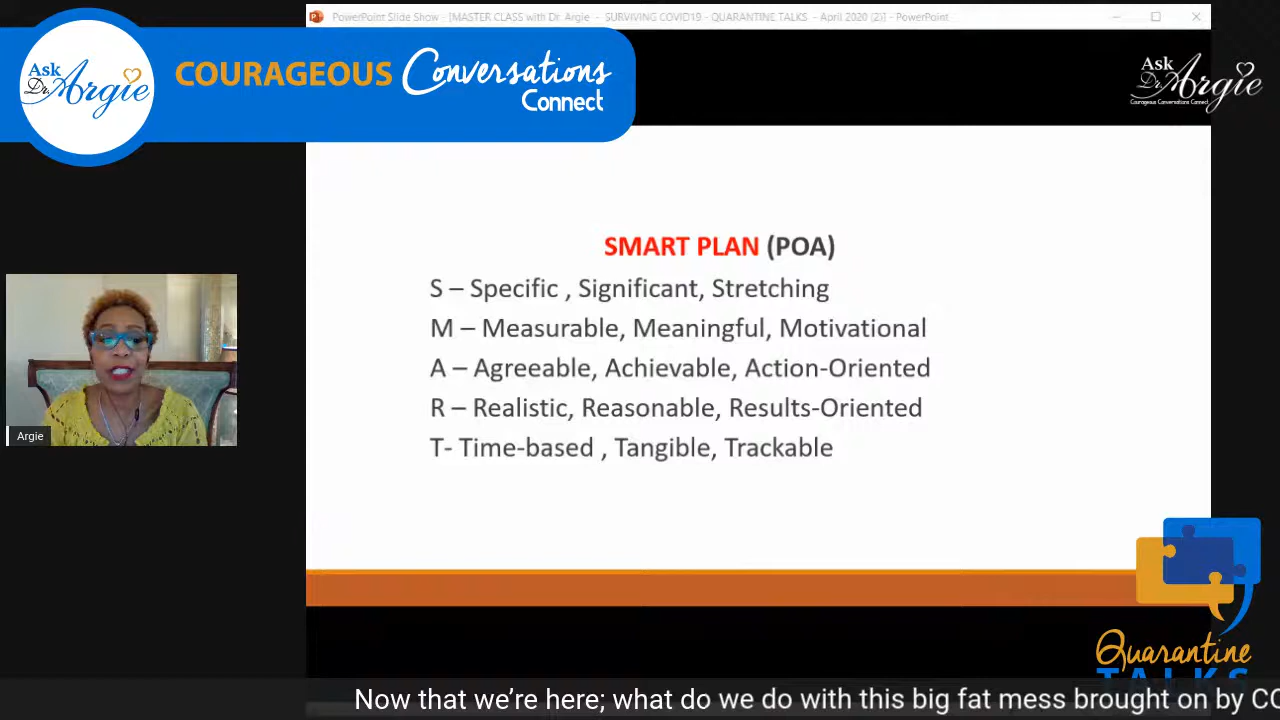 PowerPoint Slide Show - [MASTER CLASS with Dr. Argie - SURVIVING COVID19 - QUARANTINE TALKS - April 2020 (2)] - PowerPoint
Ask
Dr. Argie
COURAGEOUS Conversations
Connect
Ask
Dr. Argie
Courageous Conversations Connect
SMART PLAN (POA)
S – Specific , Significant, Stretching
M – Measurable, Meaningful, Motivational
A – Agreeable, Achievable, Action-Oriented
R – Realistic, Reasonable, Results-Oriented
T- Time-based , Tangible, Trackable
Argie
Quarantine
TALKS
Now that we’re here; what do we do with this big fat mess brought on by CO